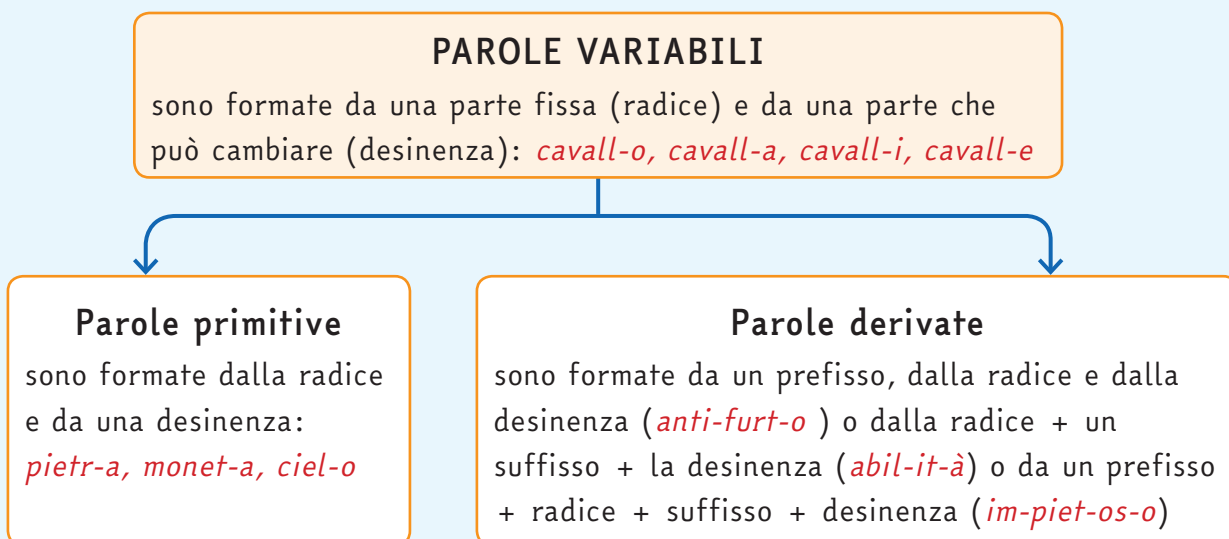 PAROLE VARIABILI
sono formate da una parte fissa (radice) e da una parte che
può cambiare (desinenza): cavall-o, cavall-a, cavall-i, cavall-e
Parole primitive
sono formate dalla radice
e da una desinenza:
pietr-a, monet-a, ciel-o
Parole derivate
sono formate da un prefisso, dalla radice e dalla
desinenza (anti-furt-o ) o dalla radice + un
suffisso + la desinenza (abil-it-à) o da un prefisso
+ radice + suffisso + desinenza (im-piet-os-o)